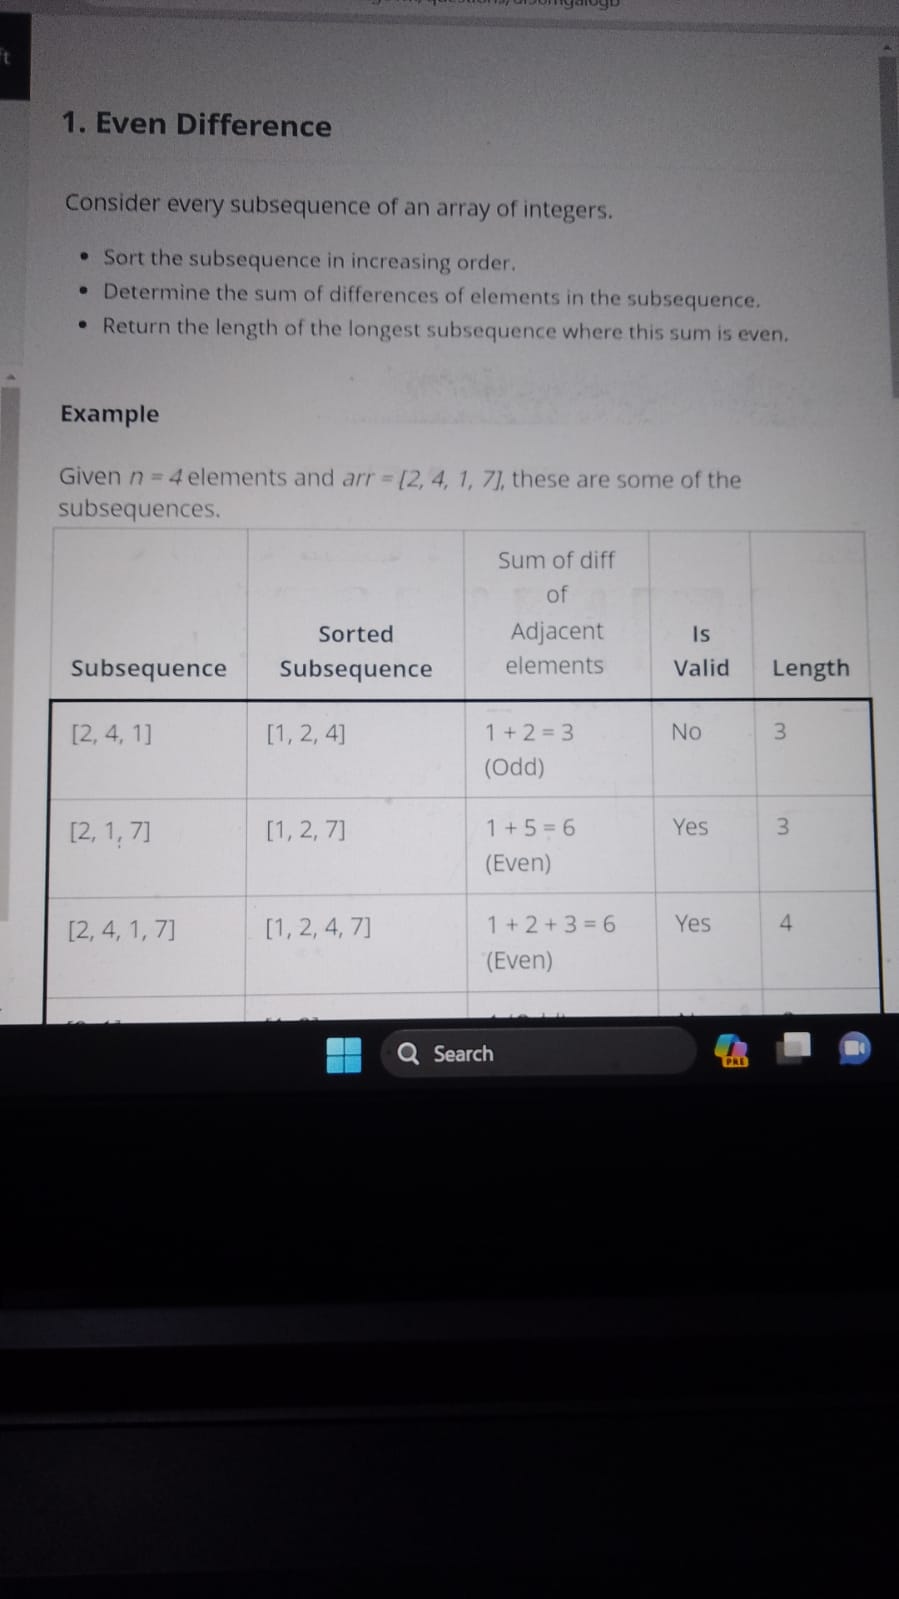 1. Even Difference
Consider every subsequence of an array of integers.
• Sort the subsequence in increasing order.
• Determine the sum of differences of elements in the subsequence.
• Return the length of the longest subsequence where this sum is even.
Example
Given n = 4 elements and arr = [2, 4, 1, 7], these are some of the
subsequences.
Subsequence Sorted Subsequence Sum of diff of Adjacent elements Is Valid Length
[2, 4, 1] [1, 2, 4] 1 + 2 = 3 (Odd) No 3
[2, 1, 7] [1, 2, 7] 1 + 5 = 6 (Even) Yes 3
[2, 4, 1, 7] [1, 2, 4, 7] 1 + 2 + 3 = 6 (Even) Yes 4
Search
PRE